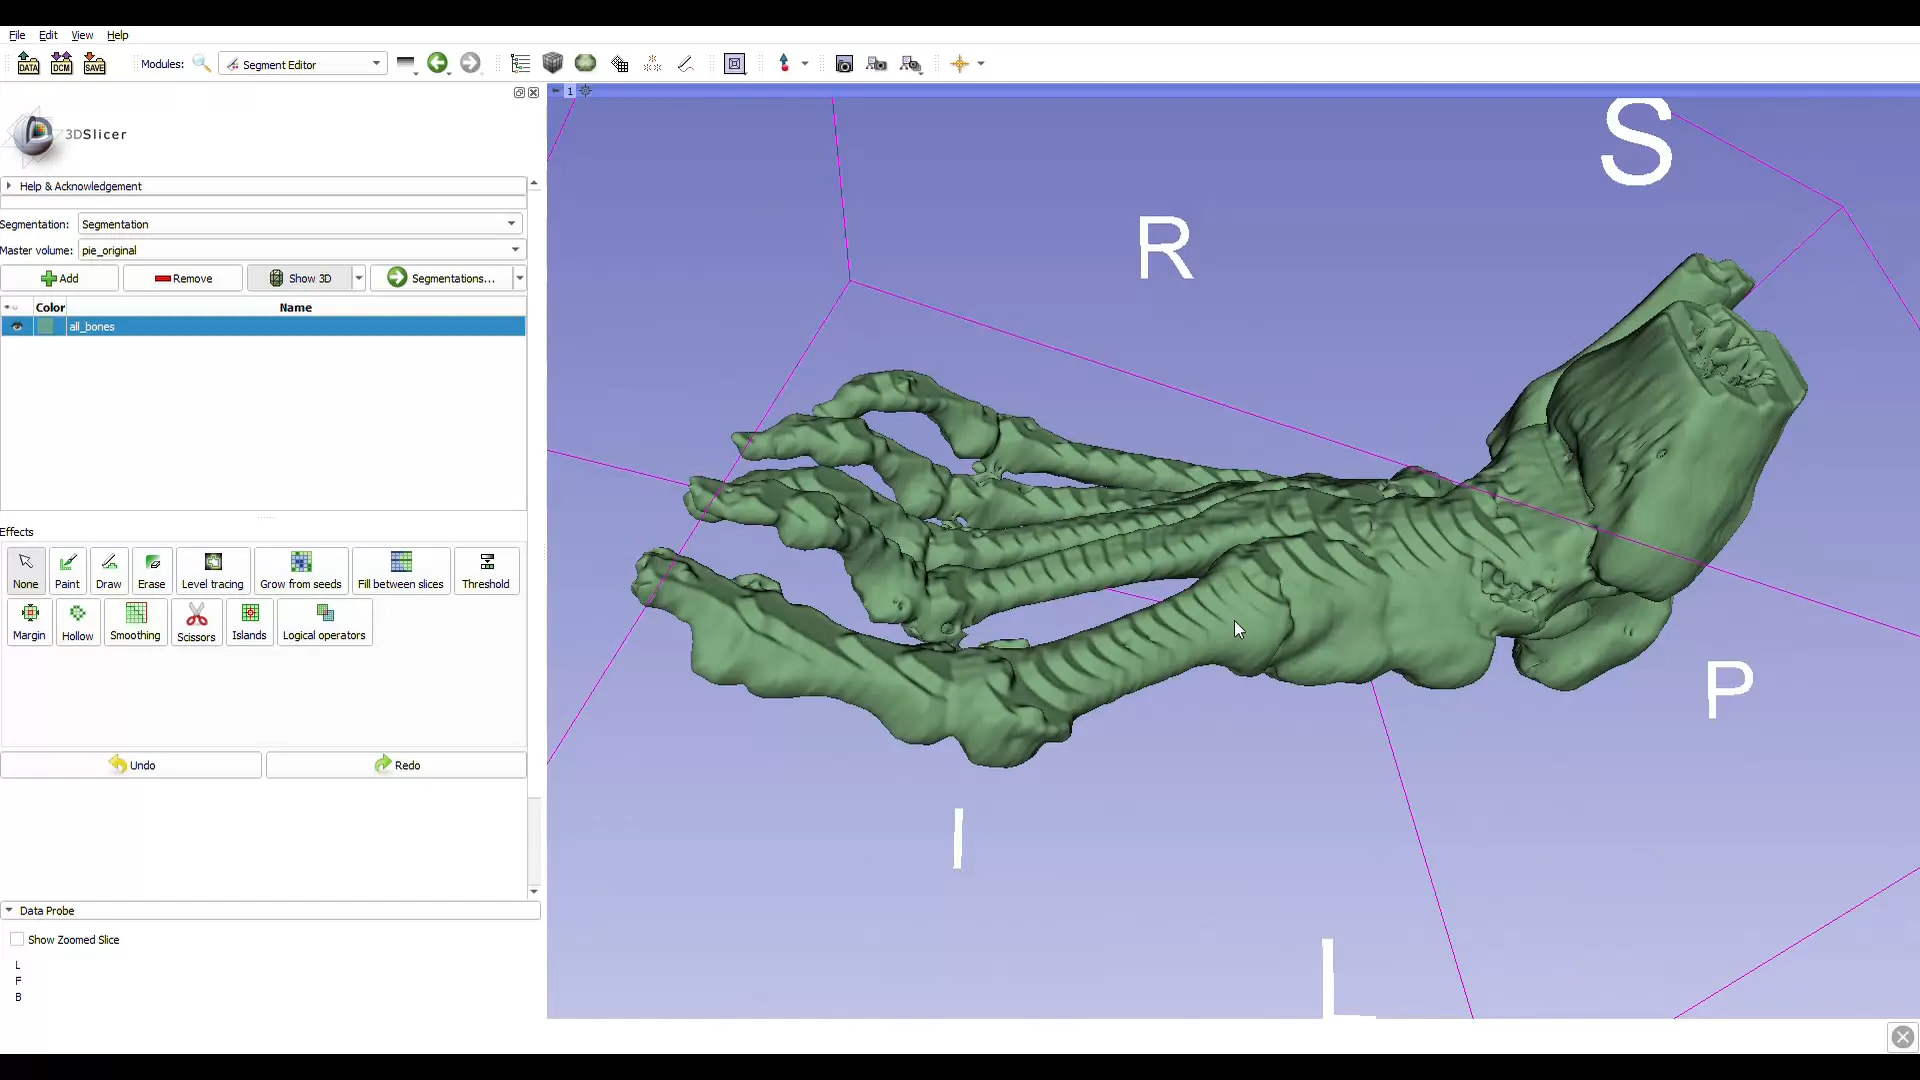 File Edit View Help
DATA DCM SAVE Modules: Segment Editor
1
3DSlicer
Help & Acknowledgement
Segmentation: Segmentation
Master volume: pie_original
Add Remove Show 3D Segmentations...
Color Name
all_bones
Effects
None Paint Draw Erase Level tracing Grow from seeds Fill between slices Threshold
Margin Hollow Smoothing Scissors Islands Logical operators
Undo Redo
Data Probe
Show Zoomed Slice
L
F
B
S
R
P
I
L